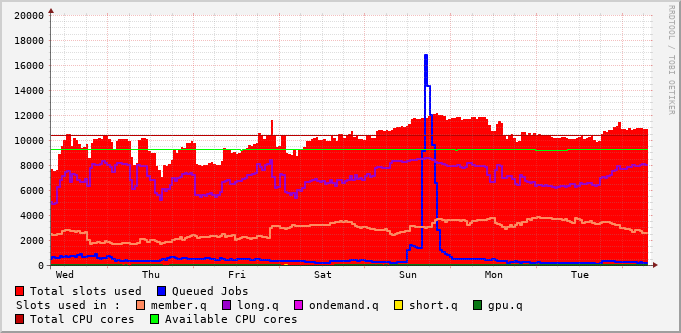 20000
18000
16000
14000
12000
10000
8000
6000
4000
2000
0
Wed Thu Fri Sat Sun Mon Tue
RRDTOOL / TOBI OETIKER
Total slots used Queued Jobs
Slots used in : member.q long.q ondemand.q short.q gpu.q
Total CPU cores Available CPU cores